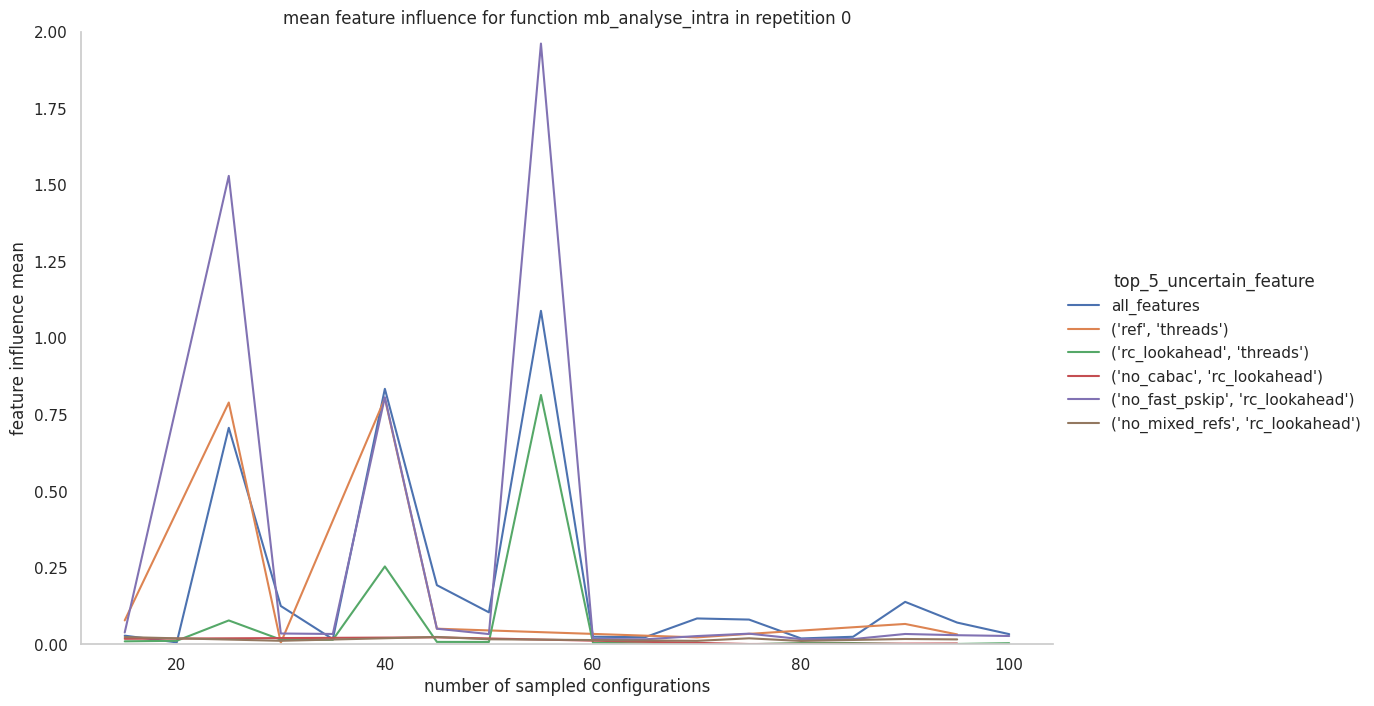 mean feature influence for function mb_analyse_intra in repetition 0
2.00
1.75
1.50
1.25
1.00
0.75
0.50
0.25
0.00
feature influence mean
20
40
60
80
100
number of sampled configurations
top_5_uncertain_feature
all_features
('ref', 'threads')
('rc_lookahead', 'threads')
('no_cabac', 'rc_lookahead')
('no_fast_pskip', 'rc_lookahead')
('no_mixed_refs', 'rc_lookahead')